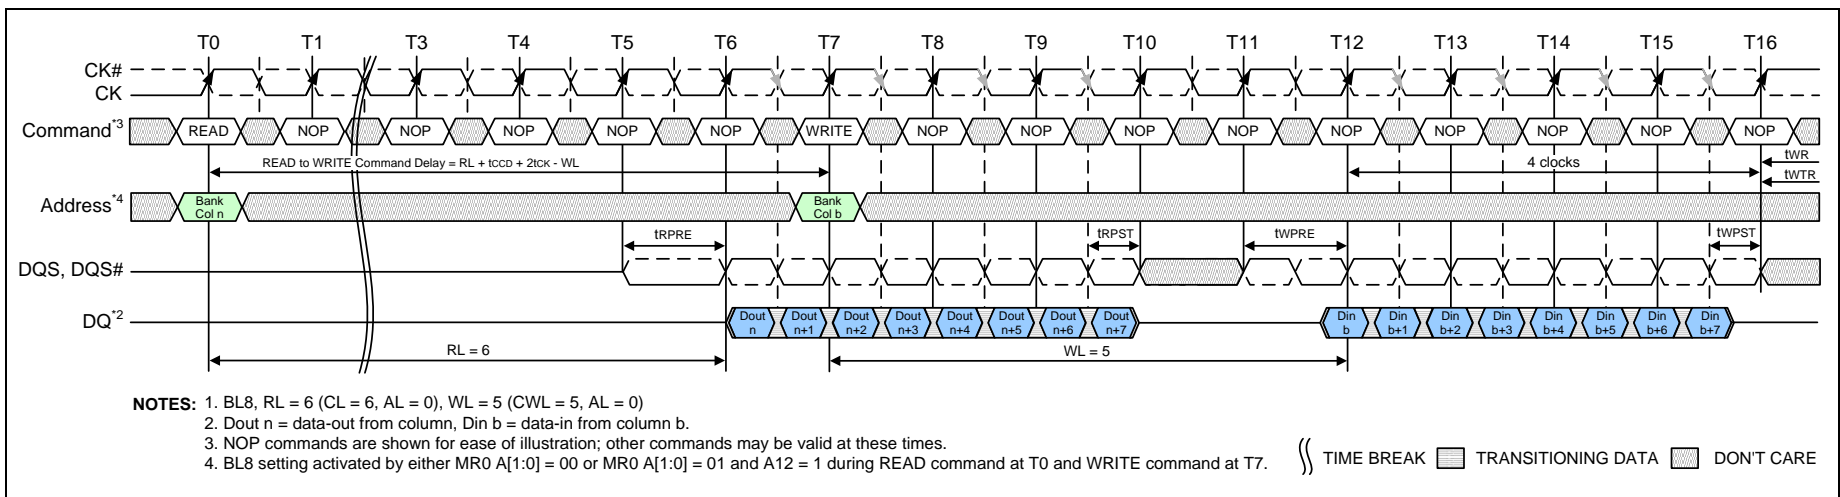 T0 T1 T3 T4 T5 T6 T7 T8 T9 T10 T11 T12 T13 T14 T15 T16
CK#
CK
Command*3 READ NOP NOP NOP NOP NOP WRITE NOP NOP NOP NOP NOP NOP NOP NOP NOP
READ to WRITE Command Delay = RL + tCCD + 2tCK - WL
4 clocks
tWR
tWTR
Address*4
Bank Col n
Bank Col b
tRPRE tRPST tWPRE tWPST
DQS, DQS#
DQ*2
Dout n Dout n+1 Dout n+2 Dout n+3 Dout n+4 Dout n+5 Dout n+6 Dout n+7
Din b Din b+1 Din b+2 Din b+3 Din b+4 Din b+5 Din b+6 Din b+7
RL = 6
WL = 5
NOTES: 1. BL8, RL = 6 (CL = 6, AL = 0), WL = 5 (CWL = 5, AL = 0)
2. Dout n = data-out from column, Din b = data-in from column b.
3. NOP commands are shown for ease of illustration; other commands may be valid at these times.
4. BL8 setting activated by either MR0 A[1:0] = 00 or MR0 A[1:0] = 01 and A12 = 1 during READ command at T0 and WRITE command at T7.
TIME BREAK TRANSITIONING DATA DON'T CARE